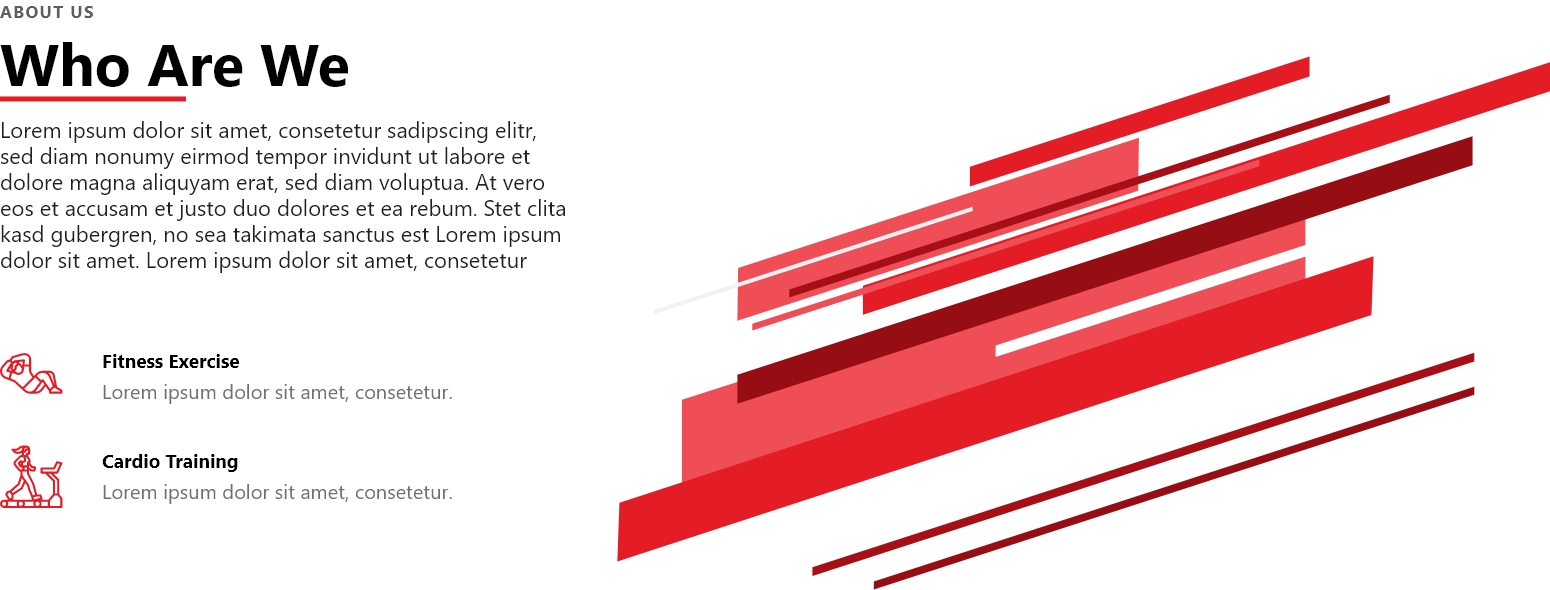 ABOUT US
Who Are We
Lorem ipsum dolor sit amet, consetetur sadipscing elitr,
sed diam nonumy eirmod tempor invidunt ut labore et
dolore magna aliquyam erat, sed diam voluptua. At vero
eos et accusam et justo duo dolores et ea rebum. Stet clita
kasd gubergren, no sea takimata sanctus est Lorem ipsum
dolor sit amet. Lorem ipsum dolor sit amet, consetetur
Fitness Exercise
Lorem ipsum dolor sit amet, consetetur.
Cardio Training
Lorem ipsum dolor sit amet, consetetur.